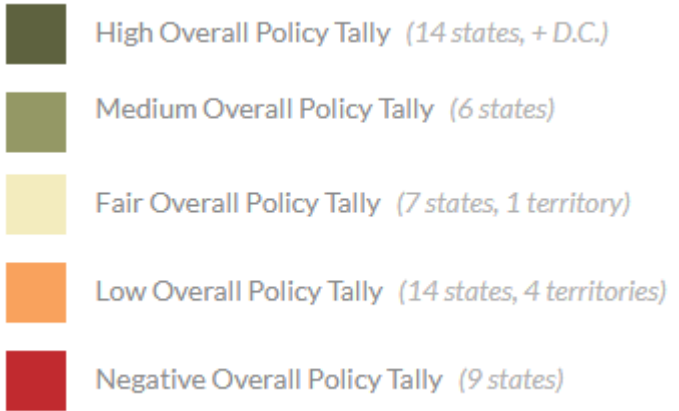 High Overall Policy Tally (14 states, + D.C.)
Medium Overall Policy Tally (6 states)
Fair Overall Policy Tally (7 states, 1 territory)
Low Overall Policy Tally (14 states, 4 territories)
Negative Overall Policy Tally (9 states)